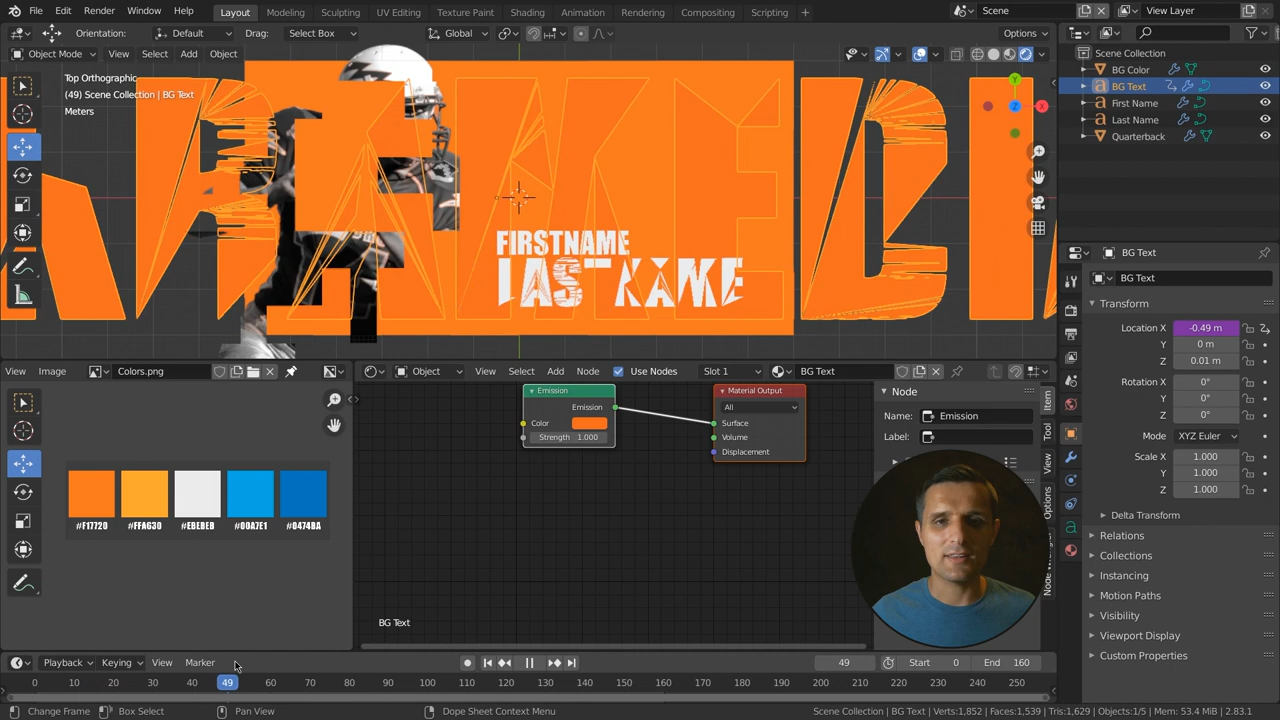 File Edit Render Window Help Layout Modeling Sculpting UV Editing Texture Paint Shading Animation Rendering Compositing Scripting + Scene View Layer
Orientation: Default Drag: Select Box Global Options
Object Mode View Select Add Object
Top Orthographic
(49) Scene Collection | BG Text
Meters
FIRSTNAME
LASTNAME
Y
X
Z
Scene Collection
BG Color
BG Text
First Name
Last Name
Quarterback
BG Text
BG Text
Transform
Location X -0.49 m
Y 0 m
Z 0.01 m
Rotation X 0°
Y 0°
Z 0°
Mode XYZ Euler
Scale X 1.000
Y 1.000
Z 1.000
Delta Transform
Relations
Collections
Instancing
Motion Paths
Visibility
Viewport Display
Custom Properties
View Image Colors.png
#F17720 #FFA630 #EBEBEB #00A7E1 #0474BA
Object View Select Add Node Use Nodes Slot 1 BG Text
Emission
Emission
Color
Strength 1.000
Material Output
All
Surface
Volume
Displacement
BG Text
Node
Name: Emission
Label:
Item
Tool
View
Options
Playback Keying View Marker 49 Start 0 End 160
0 10 20 30 40 49 60 70 80 90 100 110 120 130 140 150 160 170 180 190 200 210 220 230 240 250
Change Frame Box Select Pan View Dope Sheet Context Menu Scene Collection | BG Text | Verts:1,852 | Faces:1,539 | Tris:1,629 | Objects:1/5 | Mem: 53.4 MiB | 2.83.1